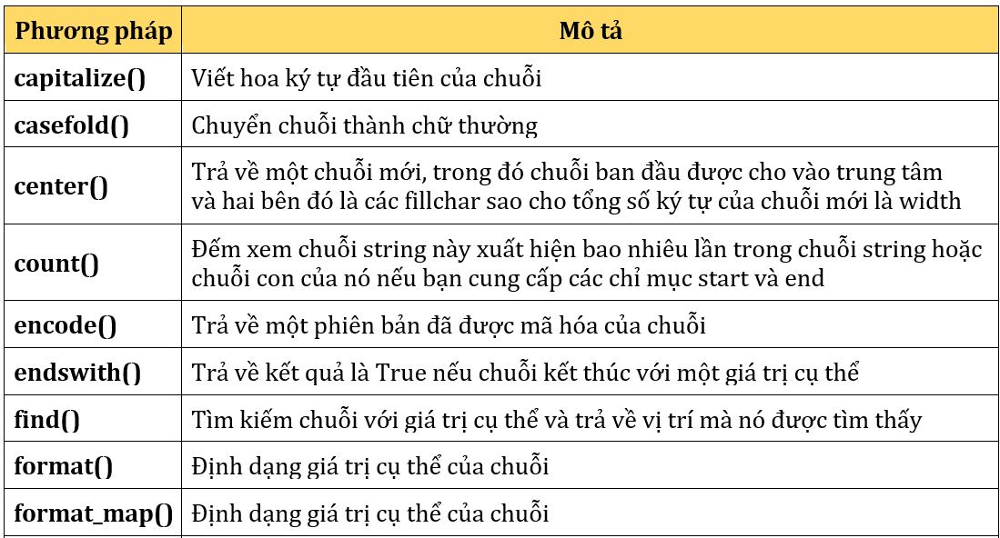 Phương pháp Mô tả
capitalize() Viết hoa ký tự đầu tiên của chuỗi
casefold() Chuyển chuỗi thành chữ thường
center() Trả về một chuỗi mới, trong đó chuỗi ban đầu được cho vào trung tâm
và hai bên đó là các fillchar sao cho tổng số ký tự của chuỗi mới là width
count() Đếm xem chuỗi string này xuất hiện bao nhiêu lần trong chuỗi string hoặc
chuỗi con của nó nếu bạn cung cấp các chỉ mục start và end
encode() Trả về một phiên bản đã được mã hóa của chuỗi
endswith() Trả về kết quả là True nếu chuỗi kết thúc với một giá trị cụ thể
find() Tìm kiếm chuỗi với giá trị cụ thể và trả về vị trí mà nó được tìm thấy
format() Định dạng giá trị cụ thể của chuỗi
format_map() Định dạng giá trị cụ thể của chuỗi